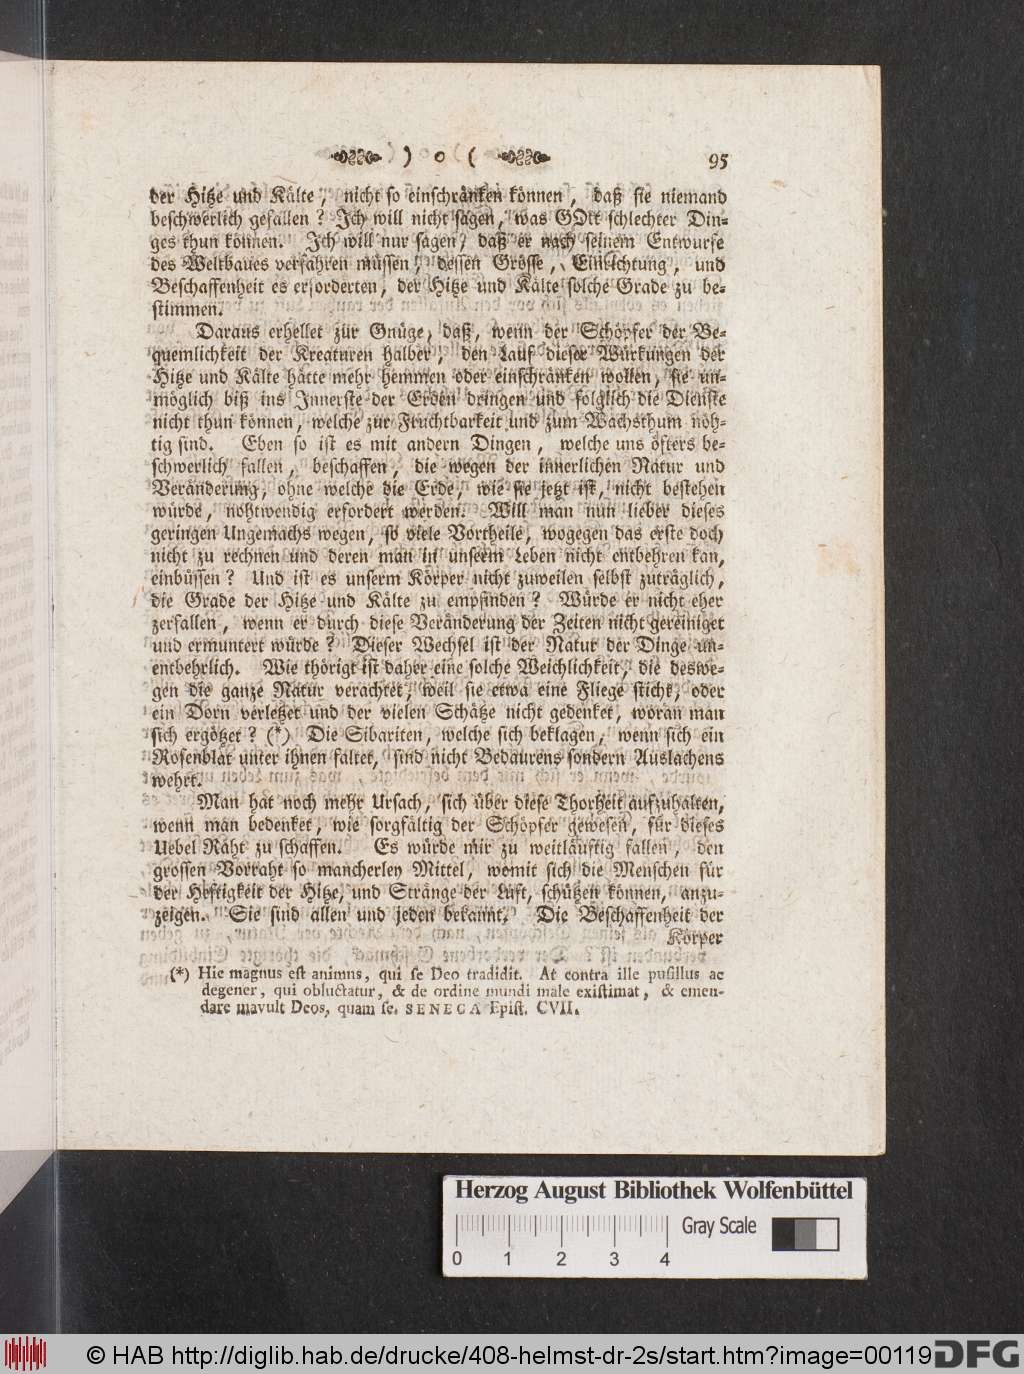 ) o (
95
der Hitze und Kälte, nicht so einschränken können, daß sie niemand
beschwerlich gefallen? Ich will nicht sagen, was GOtt schlechter Din-
ges thun können. Ich will nur sagen, daß er nach seinem Entwurfe
des Weltbaues verfahren müssen, dessen Grösse, Einrichtung, und
Beschaffenheit es erforderten, der Hitze und Kälte solche Grade zu be-
stimmen.
Daraus erhellet zur Gnüge, daß, wenn der Schöpfer der Be-
quemlichkeit der Kreaturen halber, den Lauf dieser Würkungen der
Hitze und Kälte hätte mehr hemmen oder einschränken wollen, sie un-
möglich biß ins Innerste der Erden dringen und folglich die Dienste
nicht thun können, welche zur Fruchtbarkeit und zum Wachsthum nöh-
tig sind. Eben so ist es mit andern Dingen, welche uns öfters be-
schwerlich fallen, beschaffen, die wegen der innerlichen Natur und
Veränderung, ohne welche die Erde, wie sie jetzt ist, nicht bestehen
würde, nohtwendig erfordert werden. Will man nun lieber dieses
geringen Ungemachs wegen, so viele Vortheile, wogegen das erste doch
nicht zu rechnen und deren man in unserm Leben nicht entbehren kan,
einbüssen? Und ist es unserm Körper nicht zuweilen selbst zuträglich,
die Grade der Hitze und Kälte zu empfinden? Würde er nicht eher
zerfallen, wenn er durch diese Veränderung der Zeiten nicht gereiniget
und ermuntert würde? Dieser Wechsel ist der Natur der Dinge un-
entbehrlich. Wie thörigt ist daher eine solche Weichlichkeit, die deswe-
gen die ganze Natur verachtet, weil sie etwa eine Fliege sticht, oder
ein Dorn verletzet und der vielen Schätze nicht gedenket, woran man
sich ergötzet? (*) Die Sibariten, welche sich beklagen, wenn sich ein
Rosenblat unter ihnen faltet, sind nicht Bedaurens sondern Auslachens
wehrt.
Man hat noch mehr Ursach, sich über diese Thorheit aufzuhalten,
wenn man bedenket, wie sorgfältig der Schöpfer gewesen, für dieses
Uebel Raht zu schaffen. Es würde mir zu weitläuftig fallen, den
grossen Vorraht so mancherley Mittel, womit sich die Menschen für
der Heftigkeit der Hitze, und Stränge der Luft, schützen können, anzu-
zeigen. Sie sind allen und jeden bekannt. Die Beschaffenheit der
Körper
(*) Hic magnus est animus, qui se Deo tradidit. At contra ille pusillus ac
degener, qui obluctatur, & de ordine mundi male existimat, & emen-
dare mavult Deos, quam se. SENECA Epist. CVII.
Herzog August Bibliothek Wolfenbüttel
Gray Scale
0 1 2 3 4
© HAB http://diglib.hab.de/drucke/408-helmst-dr-2s/start.htm?image=00119
DFG